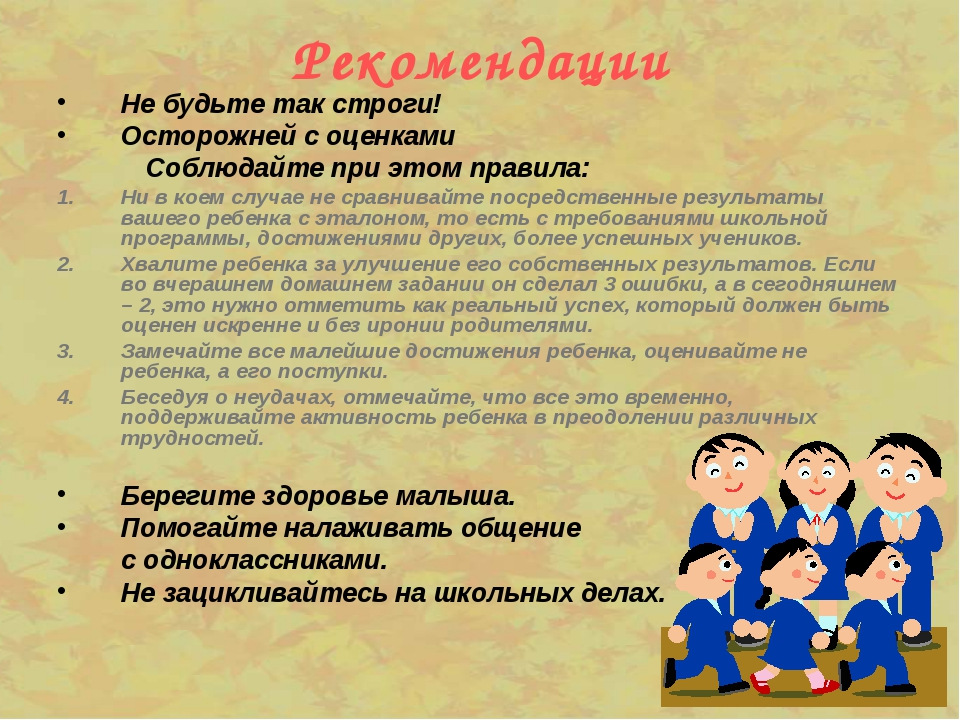 Рекомендации
• Не будьте так строги!
• Осторожней с оценками
Соблюдайте при этом правила:
1. Ни в коем случае не сравнивайте посредственные результаты
вашего ребенка с эталоном, то есть с требованиями школьной
программы, достижениями других, более успешных учеников.
2. Хвалите ребенка за улучшение его собственных результатов. Если
во вчерашнем домашнем задании он сделал 3 ошибки, а в сегодняшнем
– 2, это нужно отметить как реальный успех, который должен быть
оценен искренне и без иронии родителями.
3. Замечайте все малейшие достижения ребенка, оценивайте не
ребенка, а его поступки.
4. Беседуя о неудачах, отмечайте, что все это временно,
поддерживайте активность ребенка в преодолении различных
трудностей.
• Берегите здоровье малыша.
• Помогайте налаживать общение
с одноклассниками.
• Не зацикливайтесь на школьных делах.